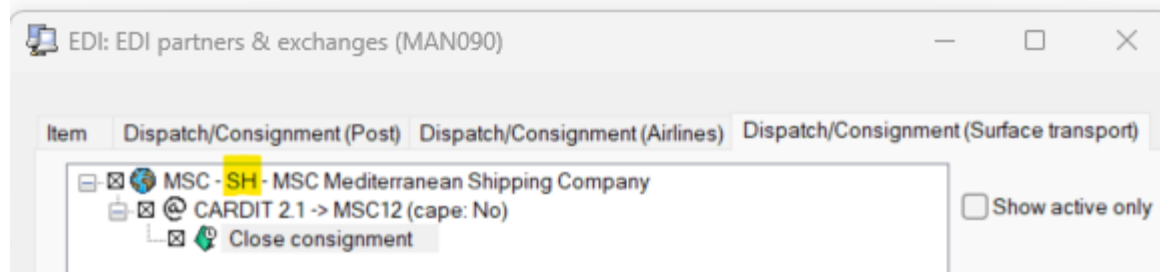 EDI: EDI partners & exchanges (MAN090)
Item Dispatch/Consignment (Post) Dispatch/Consignment (Airlines) Dispatch/Consignment (Surface transport)
MSC - SH - MSC Mediterranean Shipping Company
Show active only
@ CARDIT 2.1 -> MSC12 (cape: No)
Close consignment